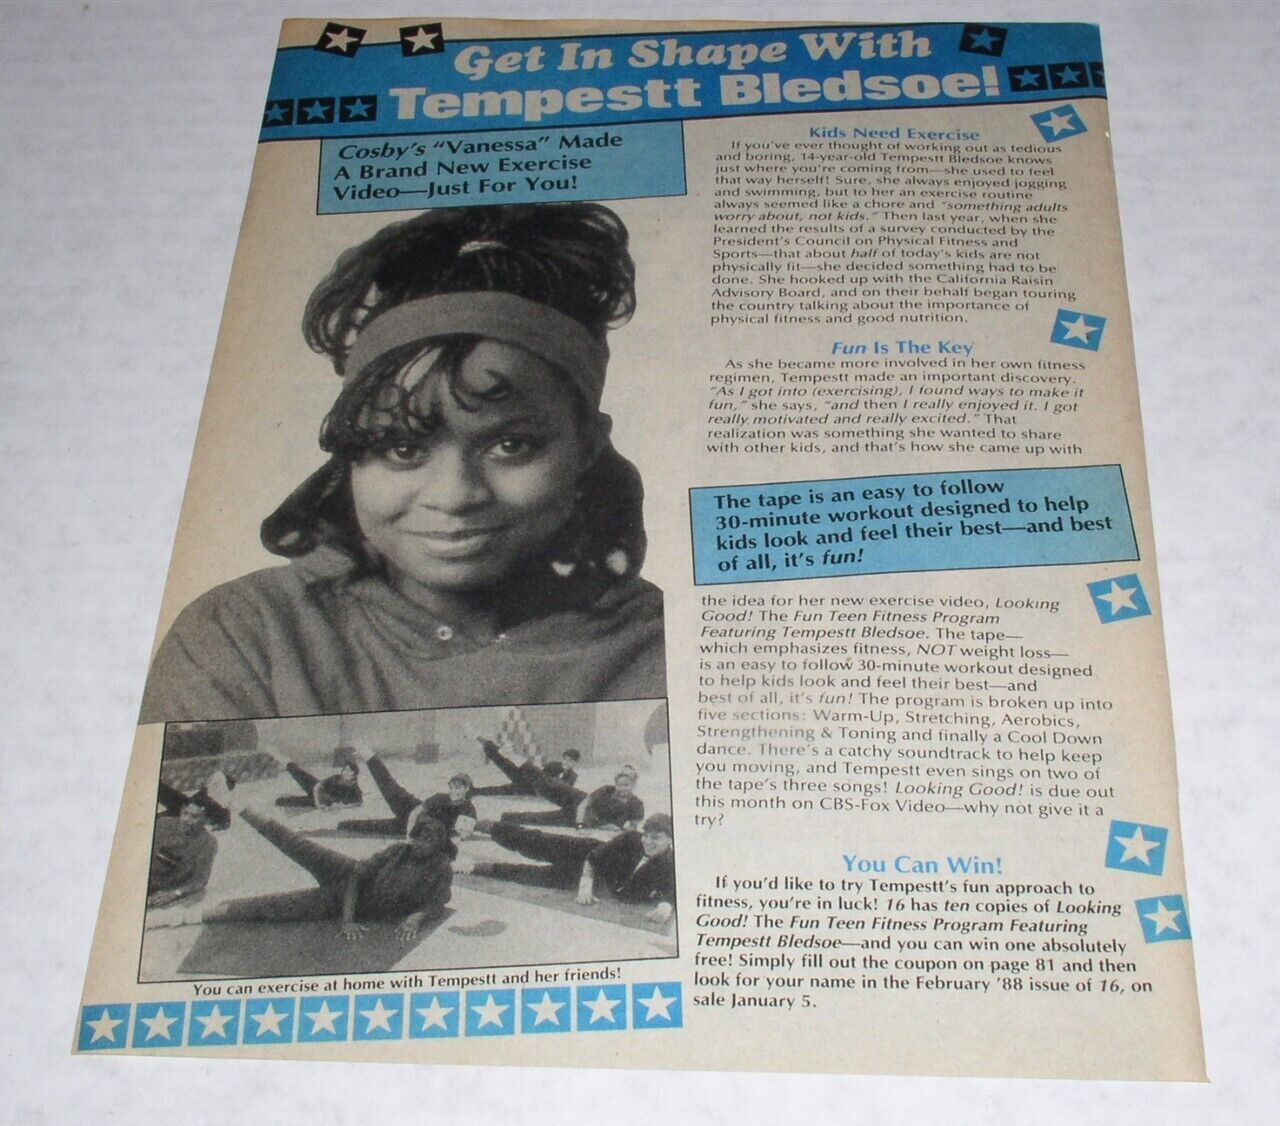 Get In Shape With
Tempestt Bledsoe!
Cosby's "Vanessa" Made
A Brand New Exercise
Video—Just For You!
Kids Need Exercise
If you've ever thought of working out as tedious
and boring, 14-year-old Tempestt Bledsoe knows
just where you're coming from—she used to feel
that way herself! Sure, she always enjoyed jogging
and swimming, but to her an exercise routine
always seemed like a chore and "something adults
worry about, not kids." Then last year, when she
learned the results of a survey conducted by the
President's Council on Physical Fitness and
Sports—that about half of today's kids are not
physically fit—she decided something had to be
done. She hooked up with the California Raisin
Advisory Board, and on their behalf began touring
the country talking about the importance of
physical fitness and good nutrition.
Fun Is The Key
As she became more involved in her own fitness
regimen, Tempestt made an important discovery.
"As I got into (exercising), I found ways to make it
fun," she says, "and then I really enjoyed it. I got
really motivated and really excited." That
realization was something she wanted to share
with other kids, and that's how she came up with
The tape is an easy to follow
30-minute workout designed to help
kids look and feel their best—and best
of all, it's fun!
the idea for her new exercise video, Looking
Good! The Fun Teen Fitness Program
Featuring Tempestt Bledsoe. The tape—
which emphasizes fitness, NOT weight loss—
is an easy to follow 30-minute workout designed
to help kids look and feel their best—and
best of all, it's fun! The program is broken up into
five sections: Warm-Up, Stretching, Aerobics,
Strengthening & Toning and finally a Cool Down
dance. There's a catchy soundtrack to help keep
you moving, and Tempestt even sings on two of
the tape's three songs! Looking Good! is due out
this month on CBS-Fox Video—why not give it a
try?
You Can Win!
If you'd like to try Tempestt's fun approach to
fitness, you're in luck! 16 has ten copies of Looking
Good! The Fun Teen Fitness Program Featuring
Tempestt Bledsoe—and you can win one absolutely
free! Simply fill out the coupon on page 81 and then
look for your name in the February '88 issue of 16, on
sale January 5.
You can exercise at home with Tempestt and her friends!